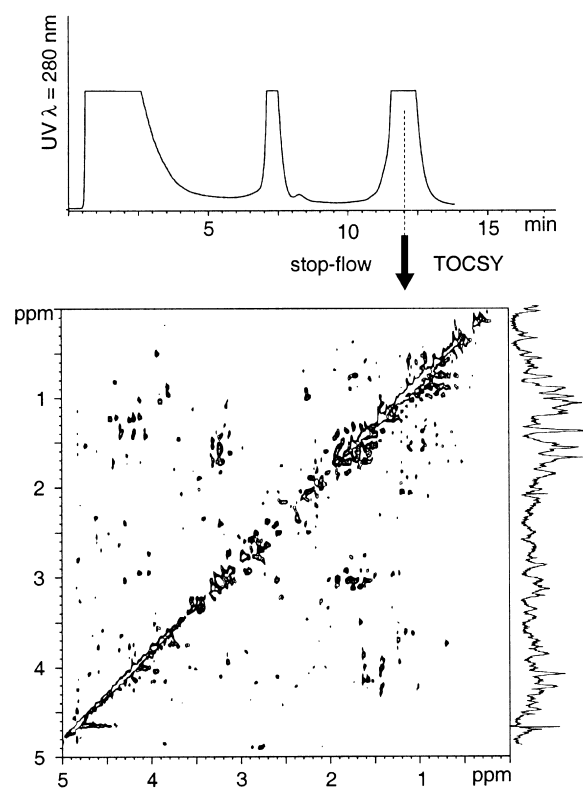 UV λ = 280 nm
5 10 15 min
stop-flow TOCSY
ppm
1
2
3
4
5
5 4 3 2 1 ppm